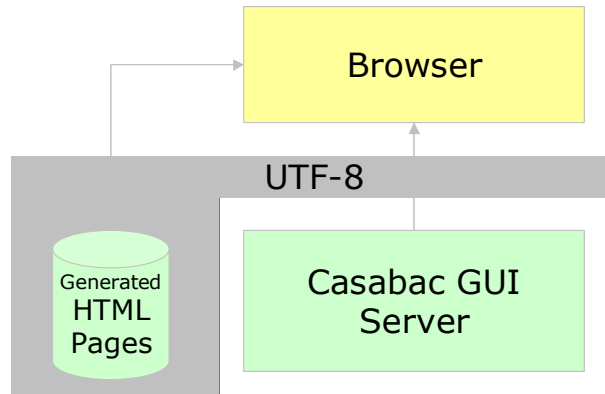 Browser
UTF-8
Generated
HTML
Pages
Casabac GUI
Server